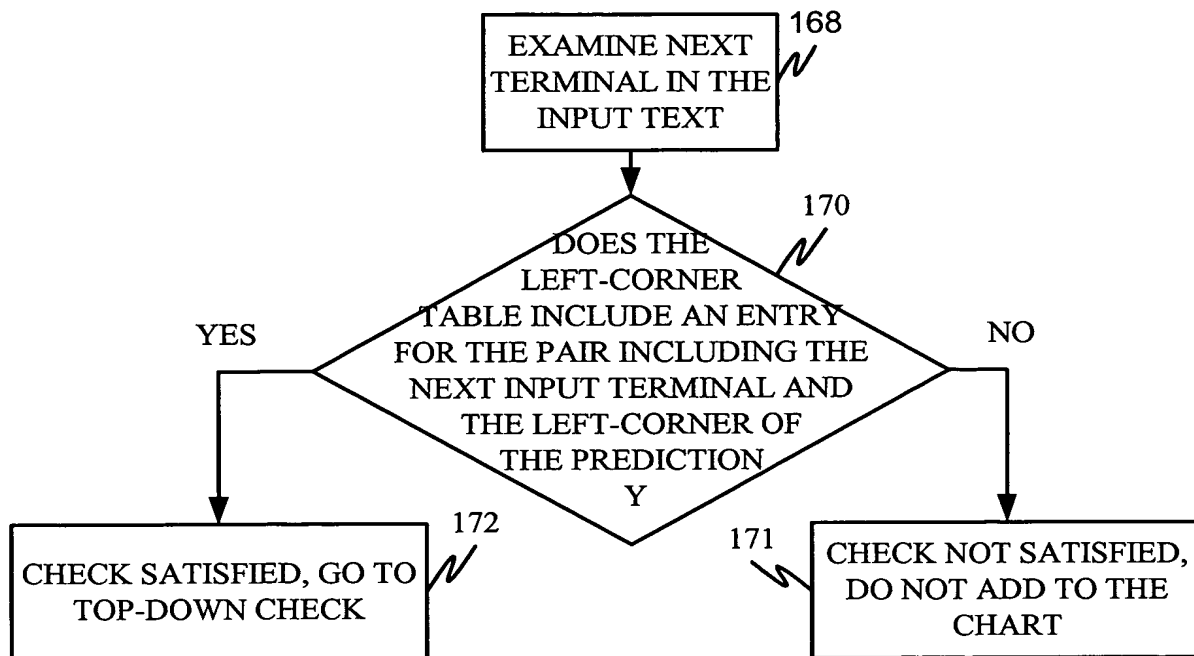 EXAMINE NEXT
TERMINAL IN THE
INPUT TEXT
168
170
DOES THE
LEFT-CORNER
TABLE INCLUDE AN ENTRY
FOR THE PAIR INCLUDING THE
NEXT INPUT TERMINAL AND
THE LEFT-CORNER OF
THE PREDICTION
Y
YES
NO
172
CHECK SATISFIED, GO TO
TOP-DOWN CHECK
171
CHECK NOT SATISFIED,
DO NOT ADD TO THE
CHART